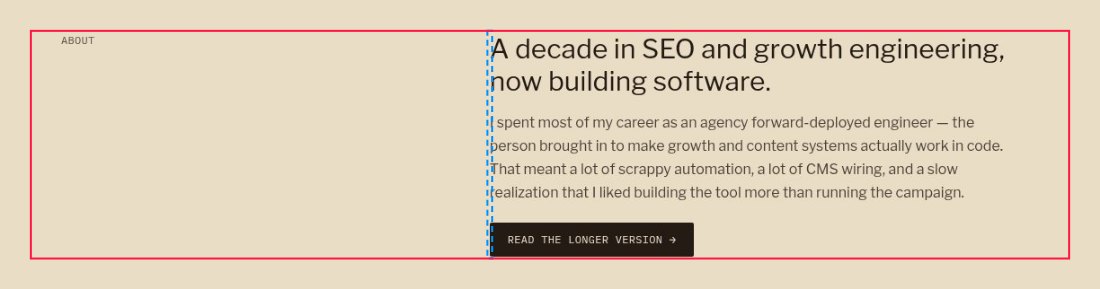 ABOUT
A decade in SEO and growth engineering,
now building software.
I spent most of my career as an agency forward-deployed engineer — the
person brought in to make growth and content systems actually work in code.
That meant a lot of scrappy automation, a lot of CMS wiring, and a slow
realization that I liked building the tool more than running the campaign.
READ THE LONGER VERSION →